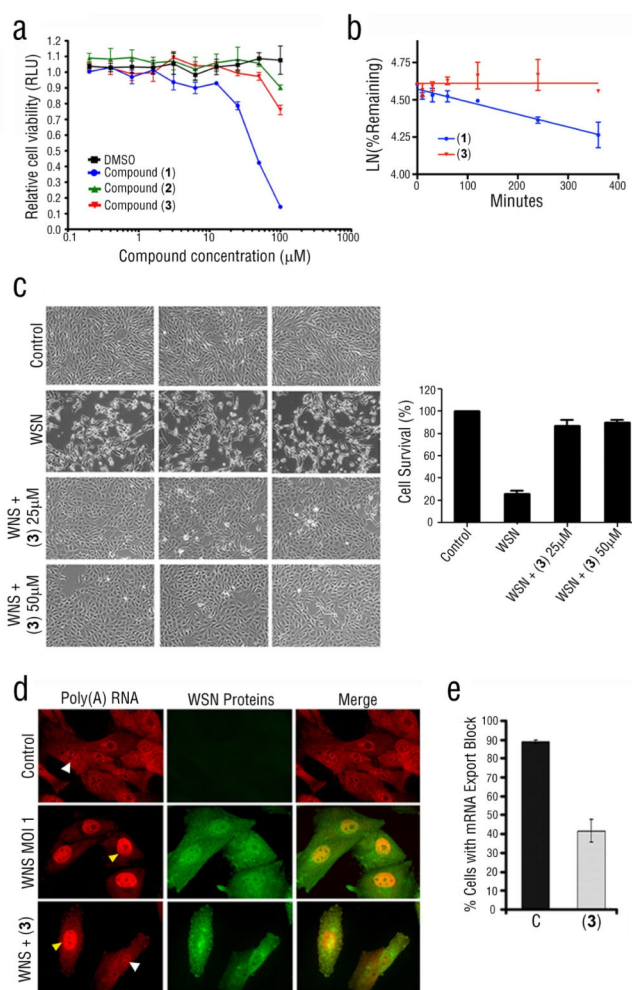 a
1.2
1.1
1.0
0.9
0.8
0.7
0.6
0.5
0.4
0.3
0.2
0.1
0.0
Relative cell viability (RLU)
DMSO
Compound (1)
Compound (2)
Compound (3)
0.1 1 10 100 1000
Compound concentration (μM)
b
4.75
4.50
4.25
4.00
LN(%Remaining)
(1)
(3)
0 100 200 300 400
Minutes
c
Control
WSN
WNS +
(3) 25μM
WNS +
(3) 50μM
120
100
80
60
40
20
0
Cell Survival (%)
Control
WSN
WSN + (3) 25μM
WSN + (3) 50μM
d
Poly(A) RNA WSN Proteins Merge
Control
WNS MOI 1
WNS + (3)
e
90
80
70
60
50
40
30
20
10
0
% Cells with mRNA Export Block
C (3)